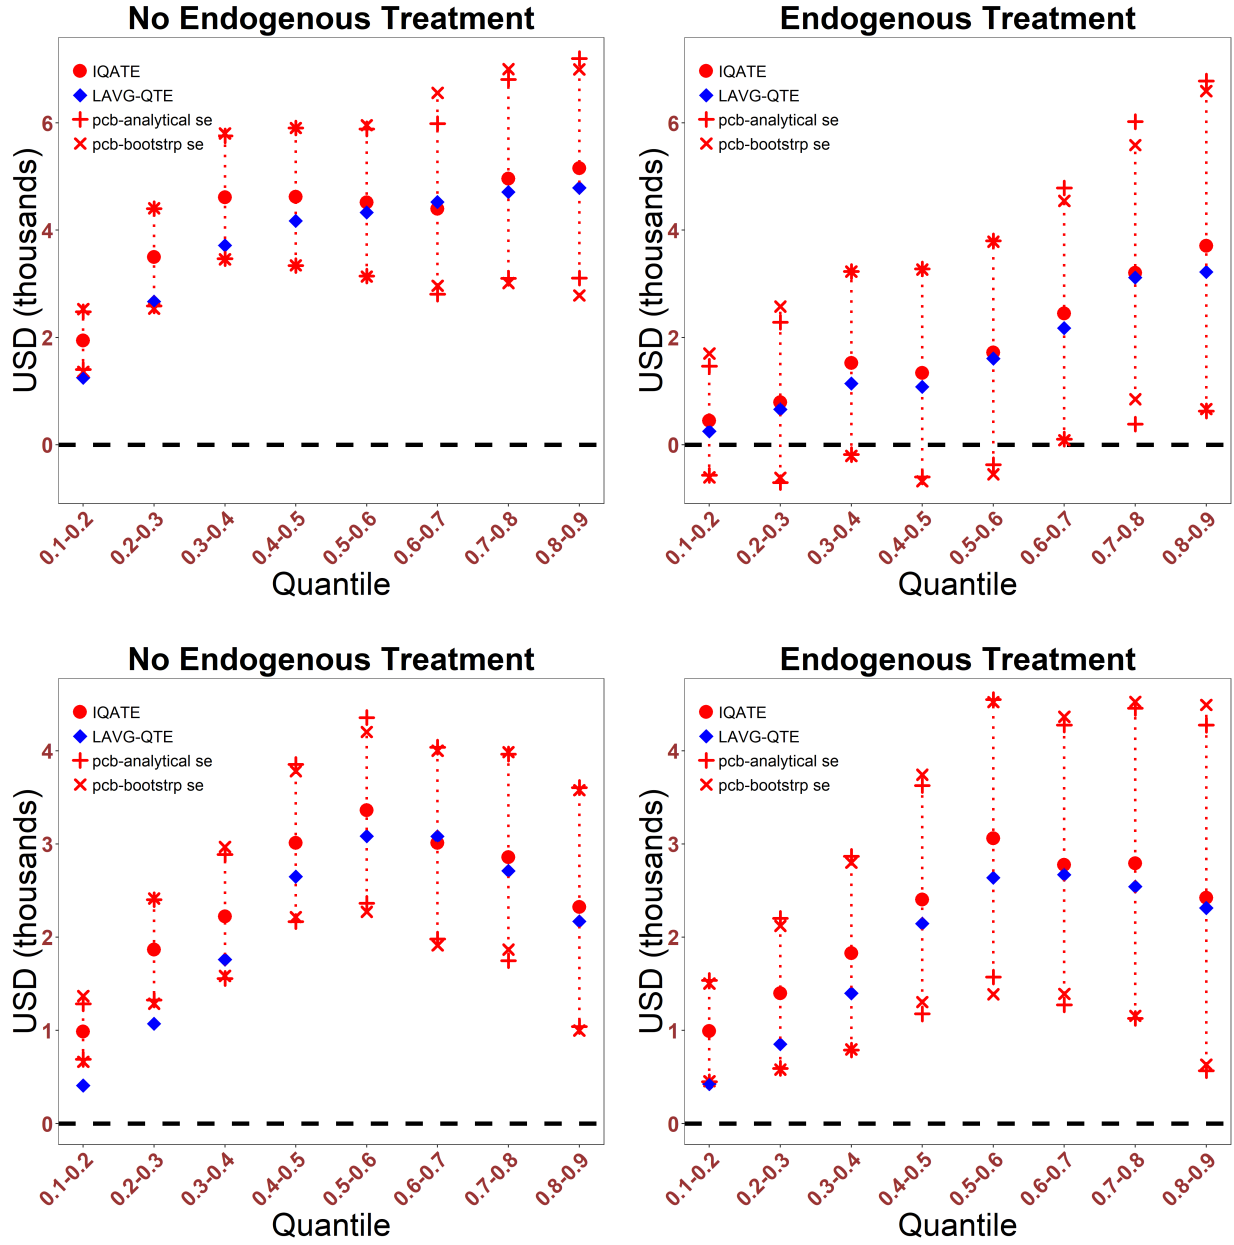 No Endogenous Treatment
IQATE
LAVG-QTE
pcb-analytical se
pcb-bootstrp se
USD (thousands)
6
4
2
0
0.1-0.2
0.2-0.3
0.3-0.4
0.4-0.5
0.5-0.6
0.6-0.7
0.7-0.8
0.8-0.9
Quantile
Endogenous Treatment
IQATE
LAVG-QTE
pcb-analytical se
pcb-bootstrp se
USD (thousands)
6
4
2
0
0.1-0.2
0.2-0.3
0.3-0.4
0.4-0.5
0.5-0.6
0.6-0.7
0.7-0.8
0.8-0.9
Quantile
No Endogenous Treatment
IQATE
LAVG-QTE
pcb-analytical se
pcb-bootstrp se
USD (thousands)
4
3
2
1
0
0.1-0.2
0.2-0.3
0.3-0.4
0.4-0.5
0.5-0.6
0.6-0.7
0.7-0.8
0.8-0.9
Quantile
Endogenous Treatment
IQATE
LAVG-QTE
pcb-analytical se
pcb-bootstrp se
USD (thousands)
4
3
2
1
0
0.1-0.2
0.2-0.3
0.3-0.4
0.4-0.5
0.5-0.6
0.6-0.7
0.7-0.8
0.8-0.9
Quantile